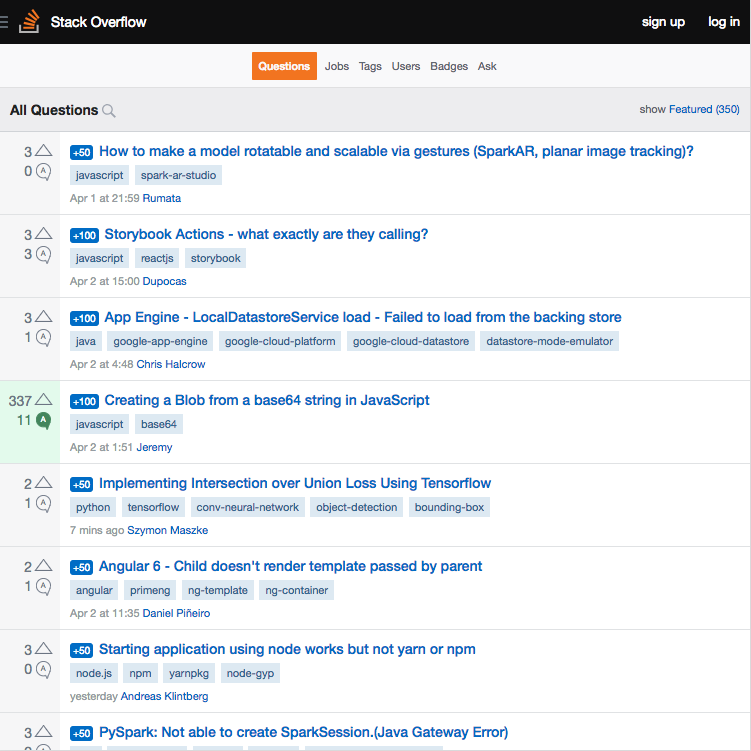 Stack Overflow sign up log in
Questions Jobs Tags Users Badges Ask
All Questions show Featured (350)
3 +50 How to make a model rotatable and scalable via gestures (SparkAR, planar image tracking)?
0 A javascript spark-ar-studio
Apr 1 at 21:59 Rumata
3 +100 Storybook Actions - what exactly are they calling?
3 A javascript reactjs storybook
Apr 2 at 15:00 Dupocas
3 +100 App Engine - LocalDatastoreService load - Failed to load from the backing store
1 A java google-app-engine google-cloud-platform google-cloud-datastore datastore-mode-emulator
Apr 2 at 4:48 Chris Halcrow
337 +100 Creating a Blob from a base64 string in JavaScript
11 A javascript base64
Apr 2 at 1:51 Jeremy
2 +50 Implementing Intersection over Union Loss Using Tensorflow
1 A python tensorflow conv-neural-network object-detection bounding-box
7 mins ago Szymon Maszke
2 +50 Angular 6 - Child doesn't render template passed by parent
1 A angular primeng ng-template ng-container
Apr 2 at 11:35 Daniel Piñeiro
3 +50 Starting application using node works but not yarn or npm
0 A node.js npm yarnpkg node-gyp
yesterday Andreas Klintberg
3 +50 PySpark: Not able to create SparkSession.(Java Gateway Error)